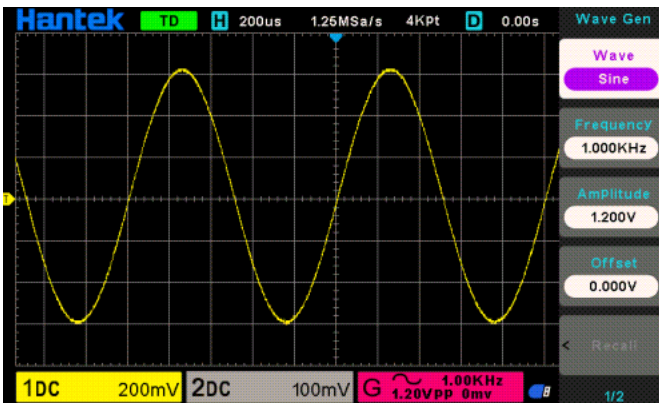 Hantek TD H 200us 1.25MSa/s 4KPt D 0.00s Wave Gen
Wave
Sine
Frequency
1.000KHz
Amplitude
1.200V
Offset
0.000V
< Recall
T
1DC 200mV 2DC 100mV G 1.00KHz
1.20VPP 0mv
1/2